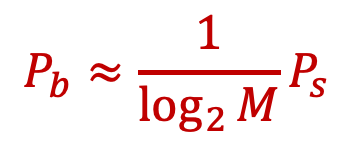 P_b ≈ 1/(log₂ M) P_s